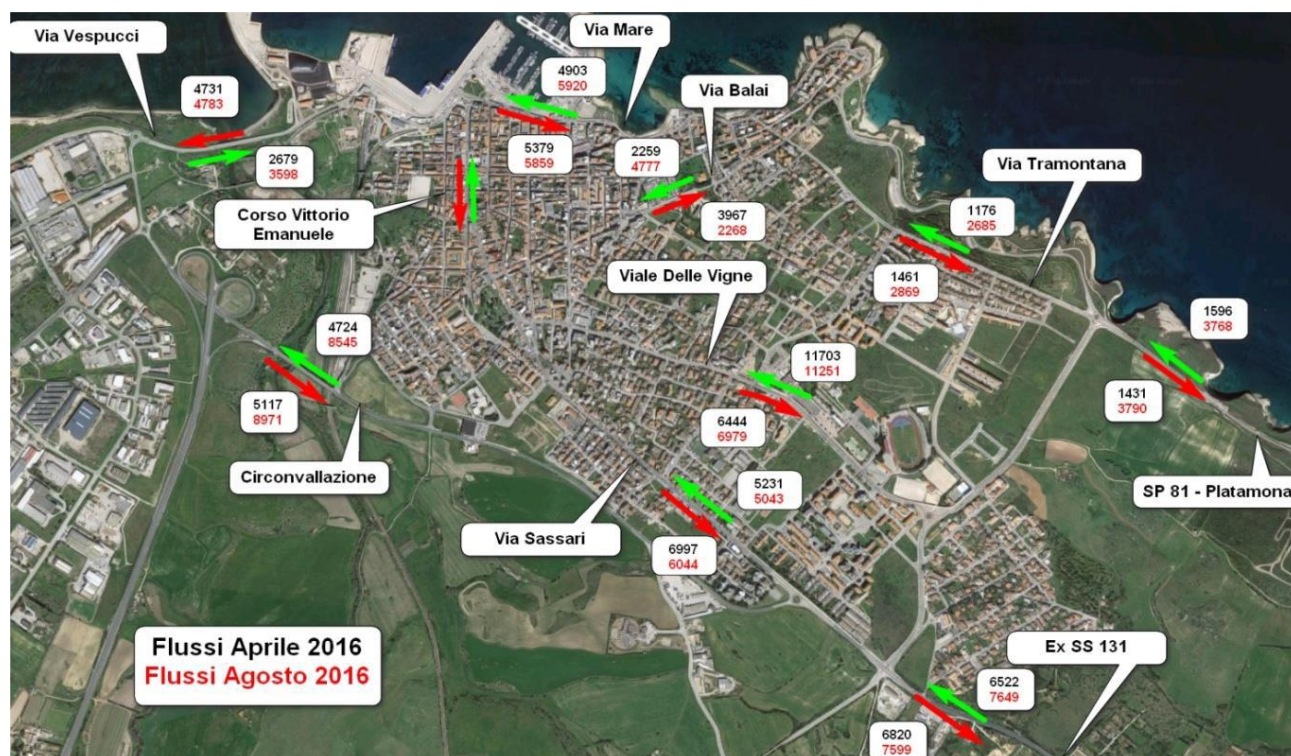 Via Vespucci
4731
4783
2679
3598
4903
5920
Via Mare
5379
5859
Via Balai
2259
4777
3967
2268
Via Tramontana
1176
2685
1461
2869
Corso Vittorio
Emanuele
Viale Delle Vigne
1596
3768
1431
3790
4724
8545
5117
8971
11703
11251
6444
6979
Circonvallazione
SP 81 - Platamona
5231
5043
Via Sassari
6997
6044
Flussi Aprile 2016
Flussi Agosto 2016
Ex SS 131
6522
7649
6820
7599